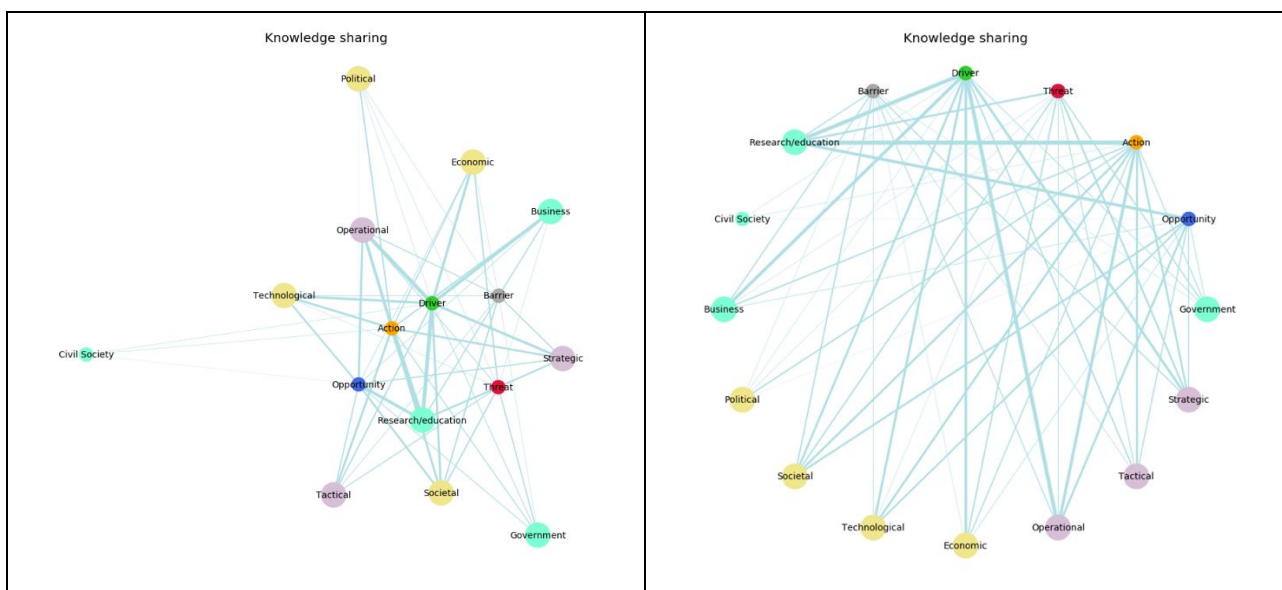 Knowledge sharing
Political
Economic
Business
Operational
Technological
Barrier
Driver
Action
Civil Society
Strategic
Opportunity
Threat
Research/education
Tactical
Societal
Government
Knowledge sharing
Driver
Barrier
Threat
Research/education
Action
Civil Society
Opportunity
Business
Government
Political
Strategic
Societal
Tactical
Technological
Operational
Economic